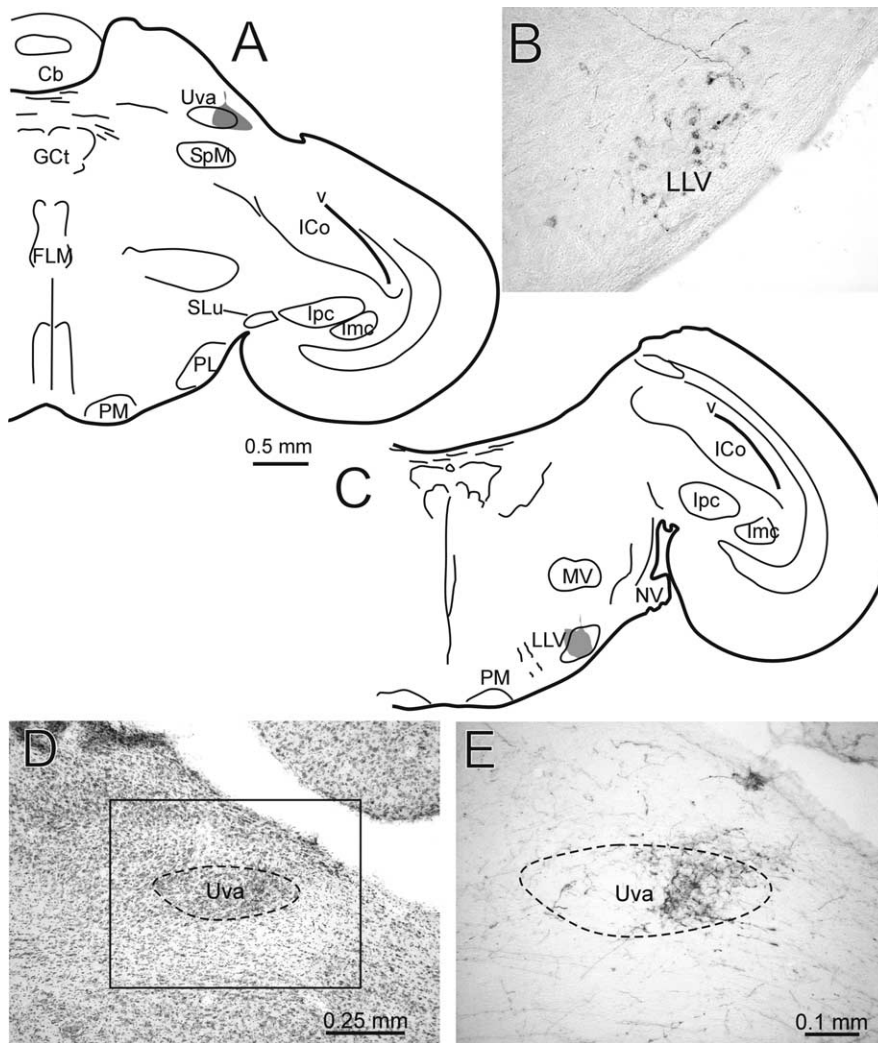 A
Cb
Uva
GCt
SpM
v
ICo
FLM
SLu
Ipc
Imc
PL
PM
0.5 mm
B
LLV
C
v
ICo
Ipc
Imc
MV
NV
LLV
PM
D
Uva
0.25 mm
E
Uva
0.1 mm